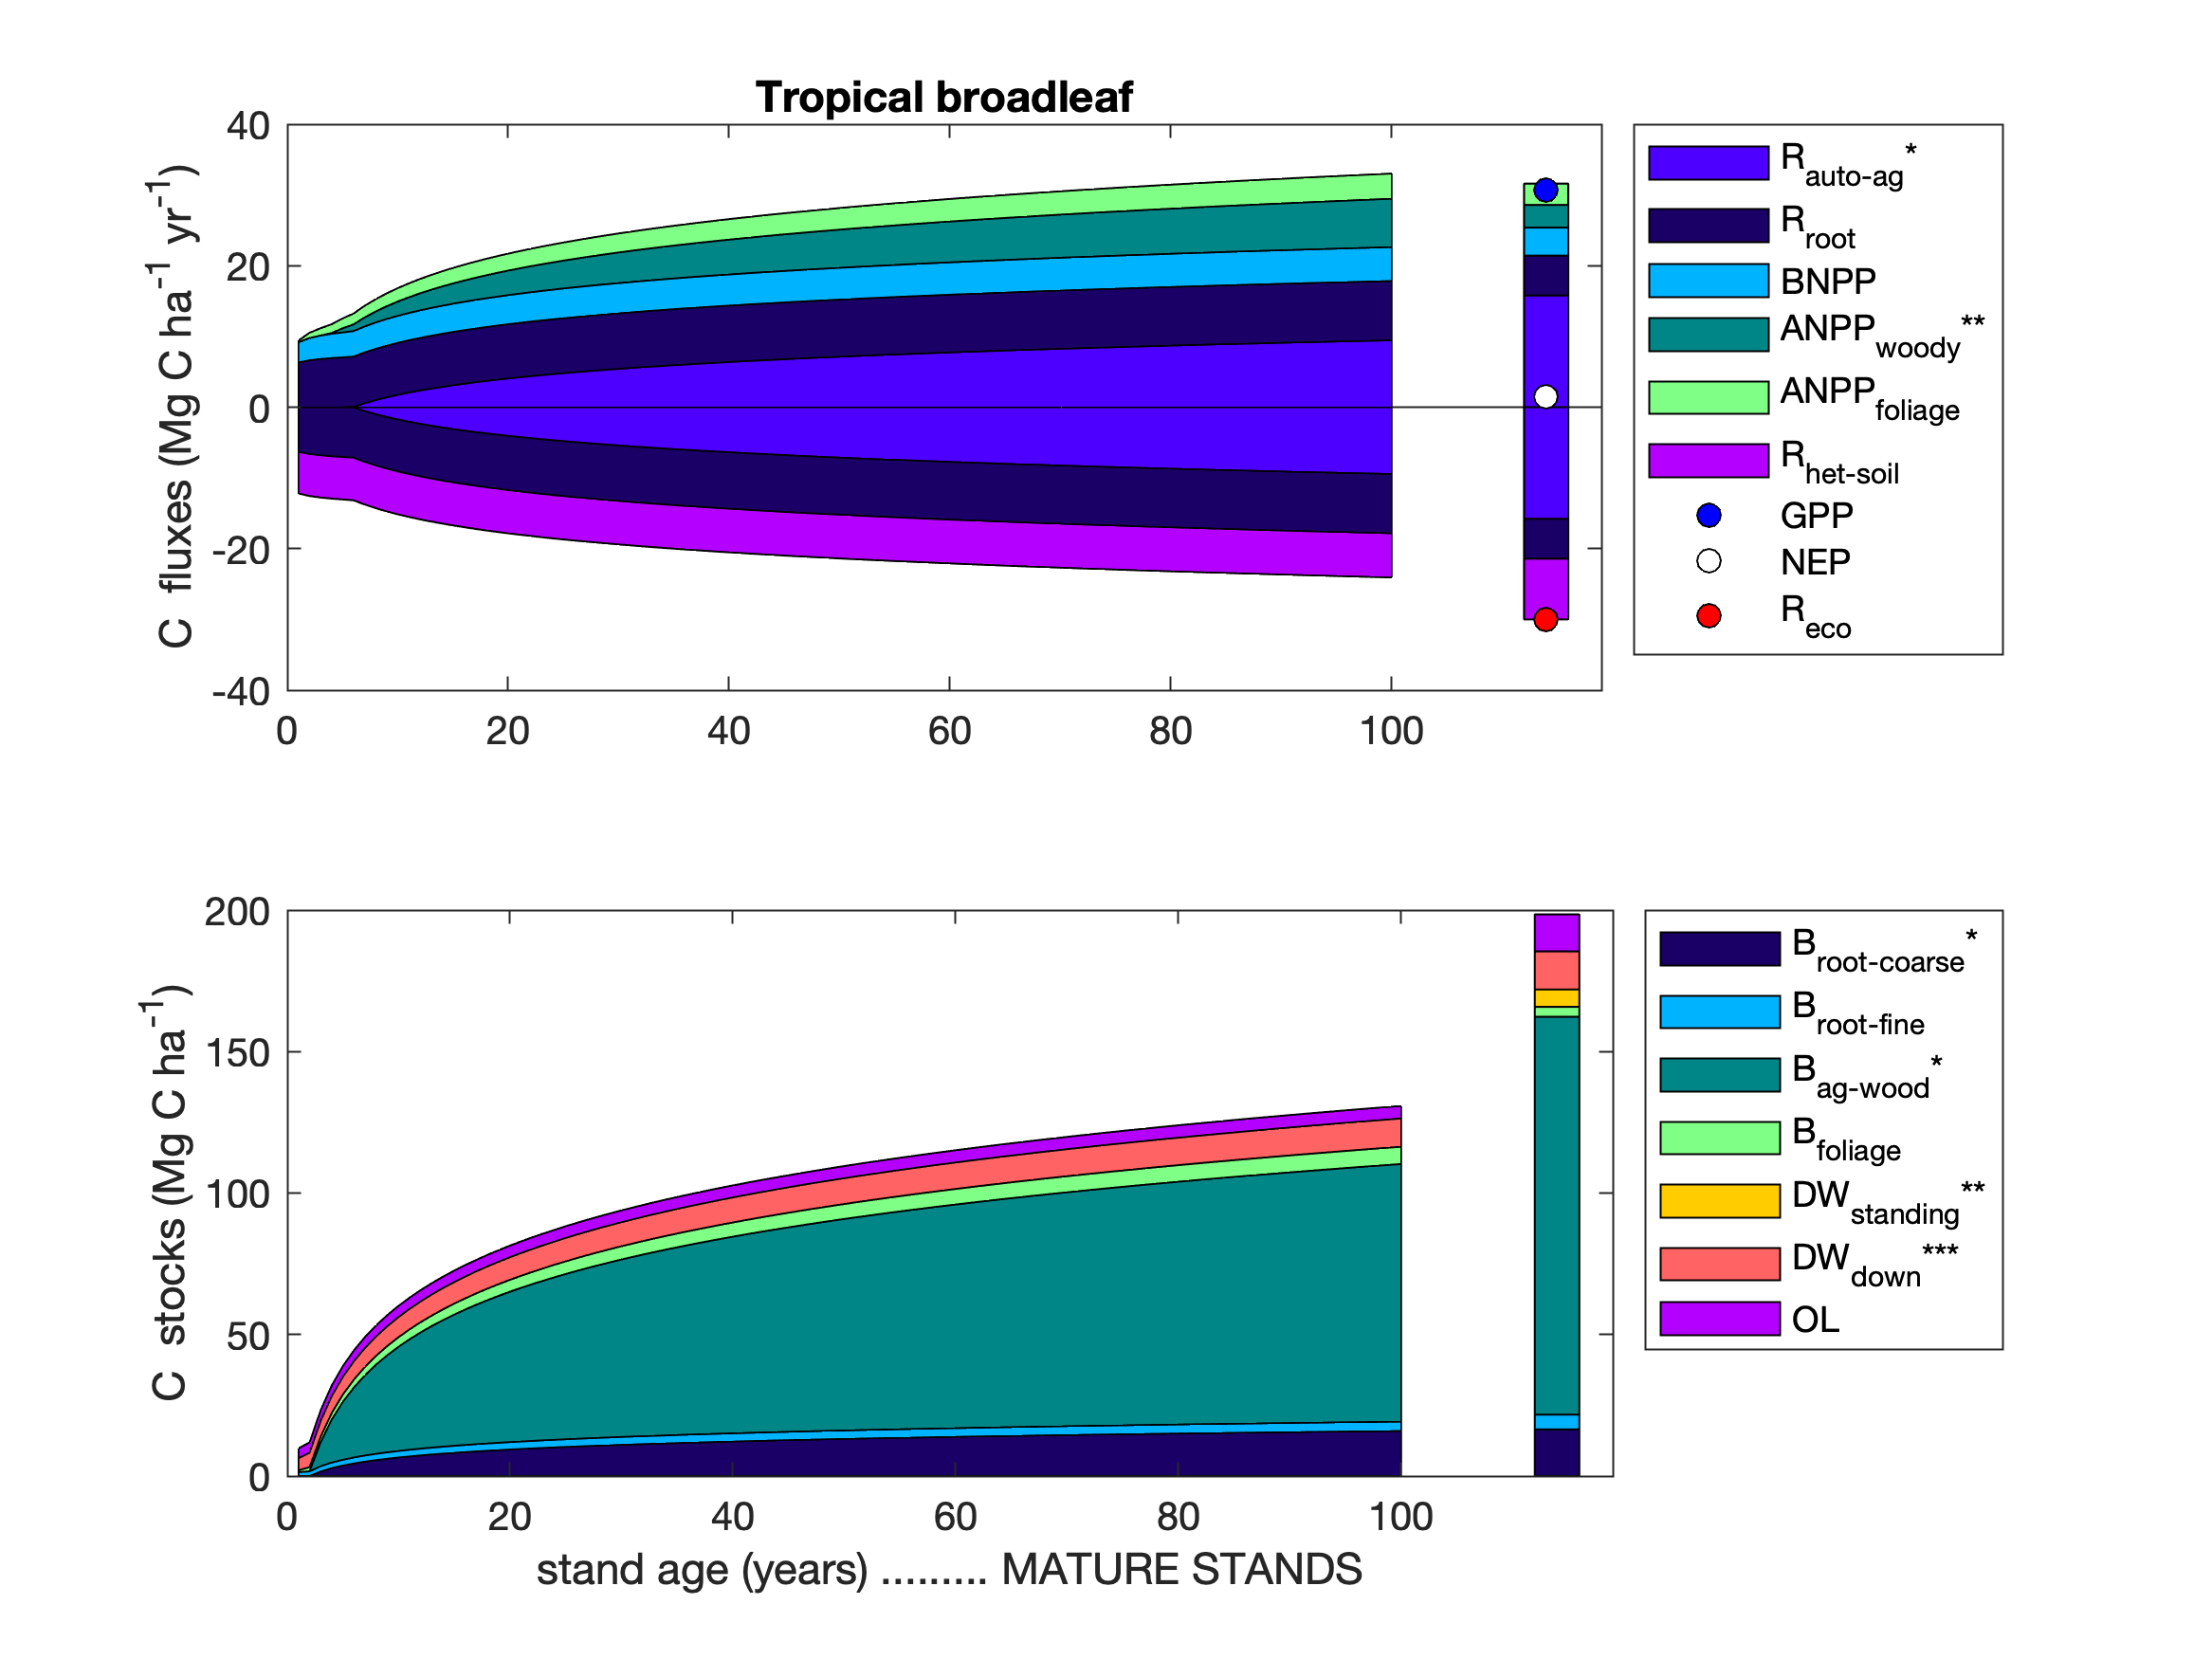 Tropical broadleaf
C fluxes (Mg C ha-1 yr-1)
40
20
0
-20
-40
0 20 40 60 80 100
Rauto-ag*
Rroot
BNPP
ANPPwoody**
ANPPfoliage
Rhet-soil
GPP
NEP
Reco
C stocks (Mg C ha-1)
200
150
100
50
0
0 20 40 60 80 100
stand age (years) ......... MATURE STANDS
Broot-coarse*
Broot-fine
Bag-wood*
Bfoliage
DWstanding**
DWdown***
OL